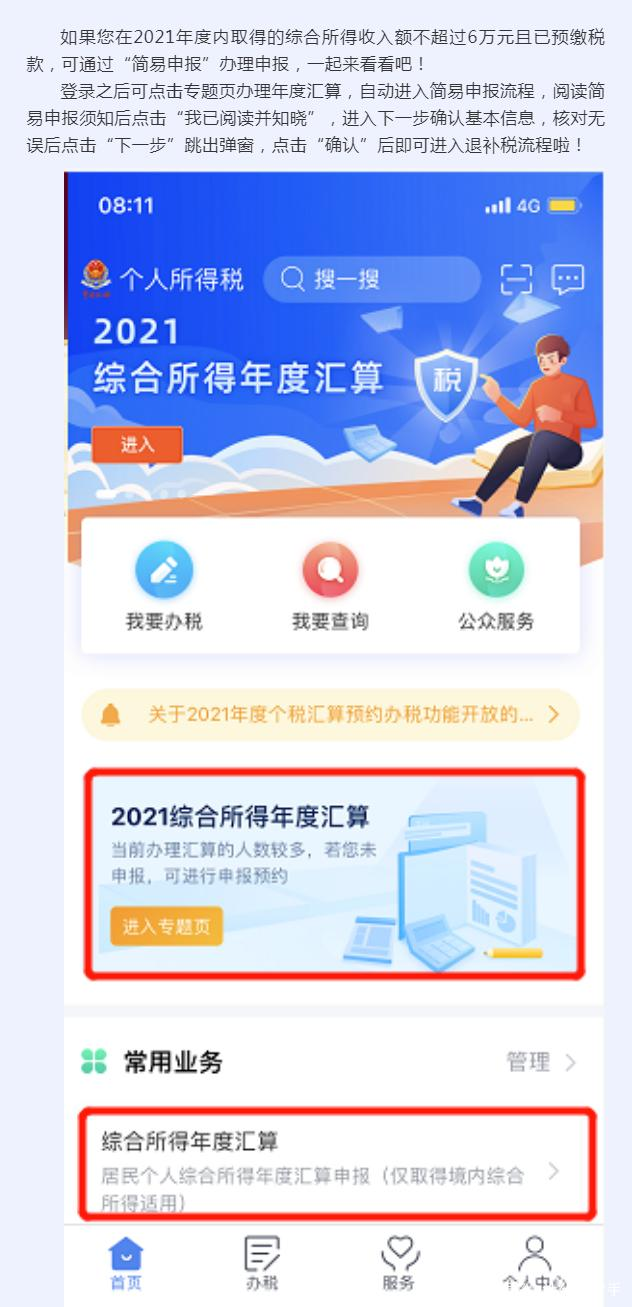 如果您在2021年度内取得的综合所得收入额不超过6万元且已预缴税
款，可通过“简易申报”办理申报，一起来看看吧！
登录之后可点击专题页办理年度汇算，自动进入简易申报流程，阅读简
易申报须知后点击“我已阅读并知晓”，进入下一步确认基本信息，核对无
误后点击“下一步”跳出弹窗，点击“确认”后即可进入退补税流程啦！
08:11
4G
个人所得税
搜一搜
2021
综合所得年度汇算
税
进入
我要办税
我要查询
公众服务
关于2021年度个税汇算预约办税功能开放的...
2021综合所得年度汇算
当前办理汇算的人数较多，若您未
申报，可进行申报预约
进入专题页
常用业务
管理
综合所得年度汇算
居民个人综合所得年度汇算申报（仅取得境内综合
所得适用）
首页
办税
服务
个人中心